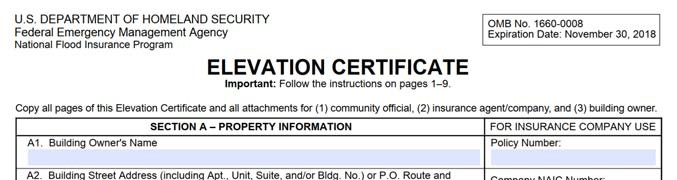 U.S. DEPARTMENT OF HOMELAND SECURITY
Federal Emergency Management Agency
National Flood Insurance Program
OMB No. 1660-0008
Expiration Date: November 30, 2018
ELEVATION CERTIFICATE
Important: Follow the instructions on pages 1–9.
Copy all pages of this Elevation Certificate and all attachments for (1) community official, (2) insurance agent/company, and (3) building owner.
SECTION A – PROPERTY INFORMATION
FOR INSURANCE COMPANY USE
A1. Building Owner's Name
Policy Number:
A2. Building Street Address (including Apt., Unit, Suite, and/or Bldg. No.) or P.O. Route and
Company NAIC Number: